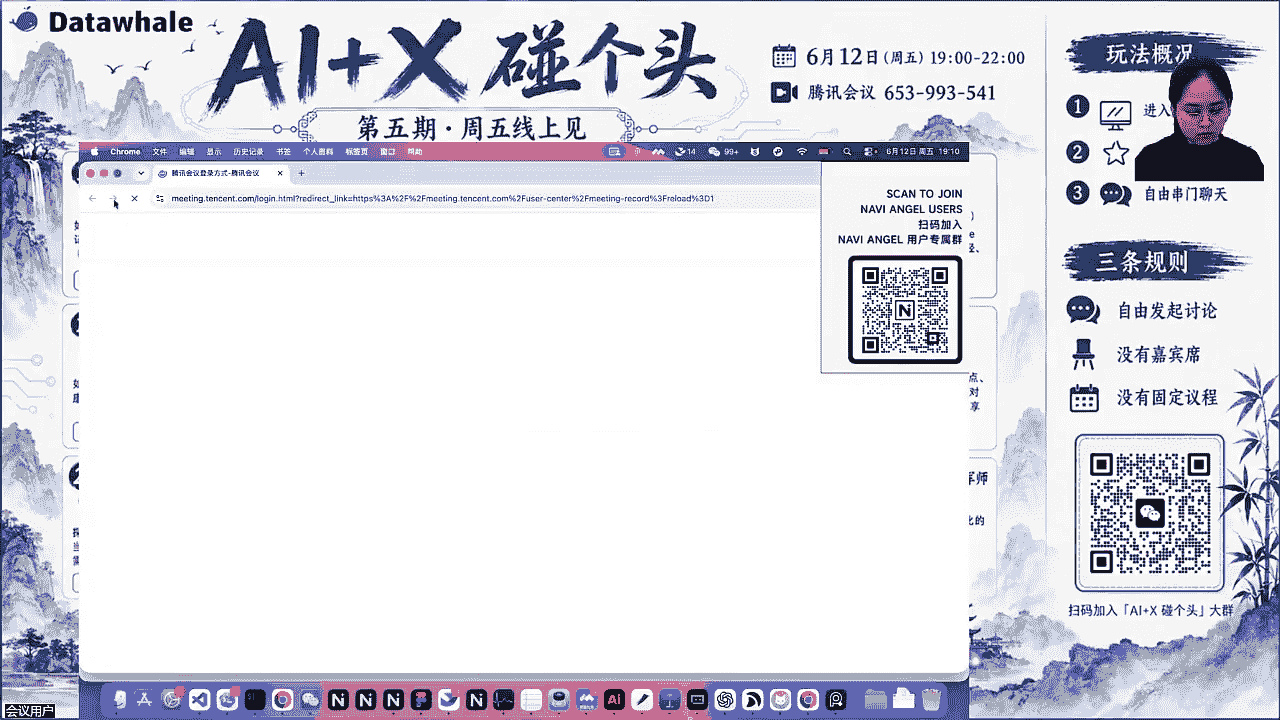 Datawhale
AI+X 碰个头
第五期·周五线上见
6月12日(周五) 19:00-22:00
腾讯会议 653-993-541
Chrome 文件 编辑 显示 历史记录 书签 个人资料 标签页 窗口 帮助
14 99+ 6月12日 周五 19:10
腾讯会议登录方式-腾讯会议
meeting.tencent.com/login.html?redirect_link=https%3A%2F%2Fmeeting.tencent.com%2Fuser-center%2Fmeeting-record%3Freload%3D1
SCAN TO JOIN
NAVI ANGEL USERS
扫码加入
NAVI ANGEL 用户专属群
N
玩法概况
1 进入
2
3 自由串门聊天
三条规则
自由发起讨论
没有嘉宾席
没有固定议程
扫码加入「AI+X 碰个头」大群
会议用户